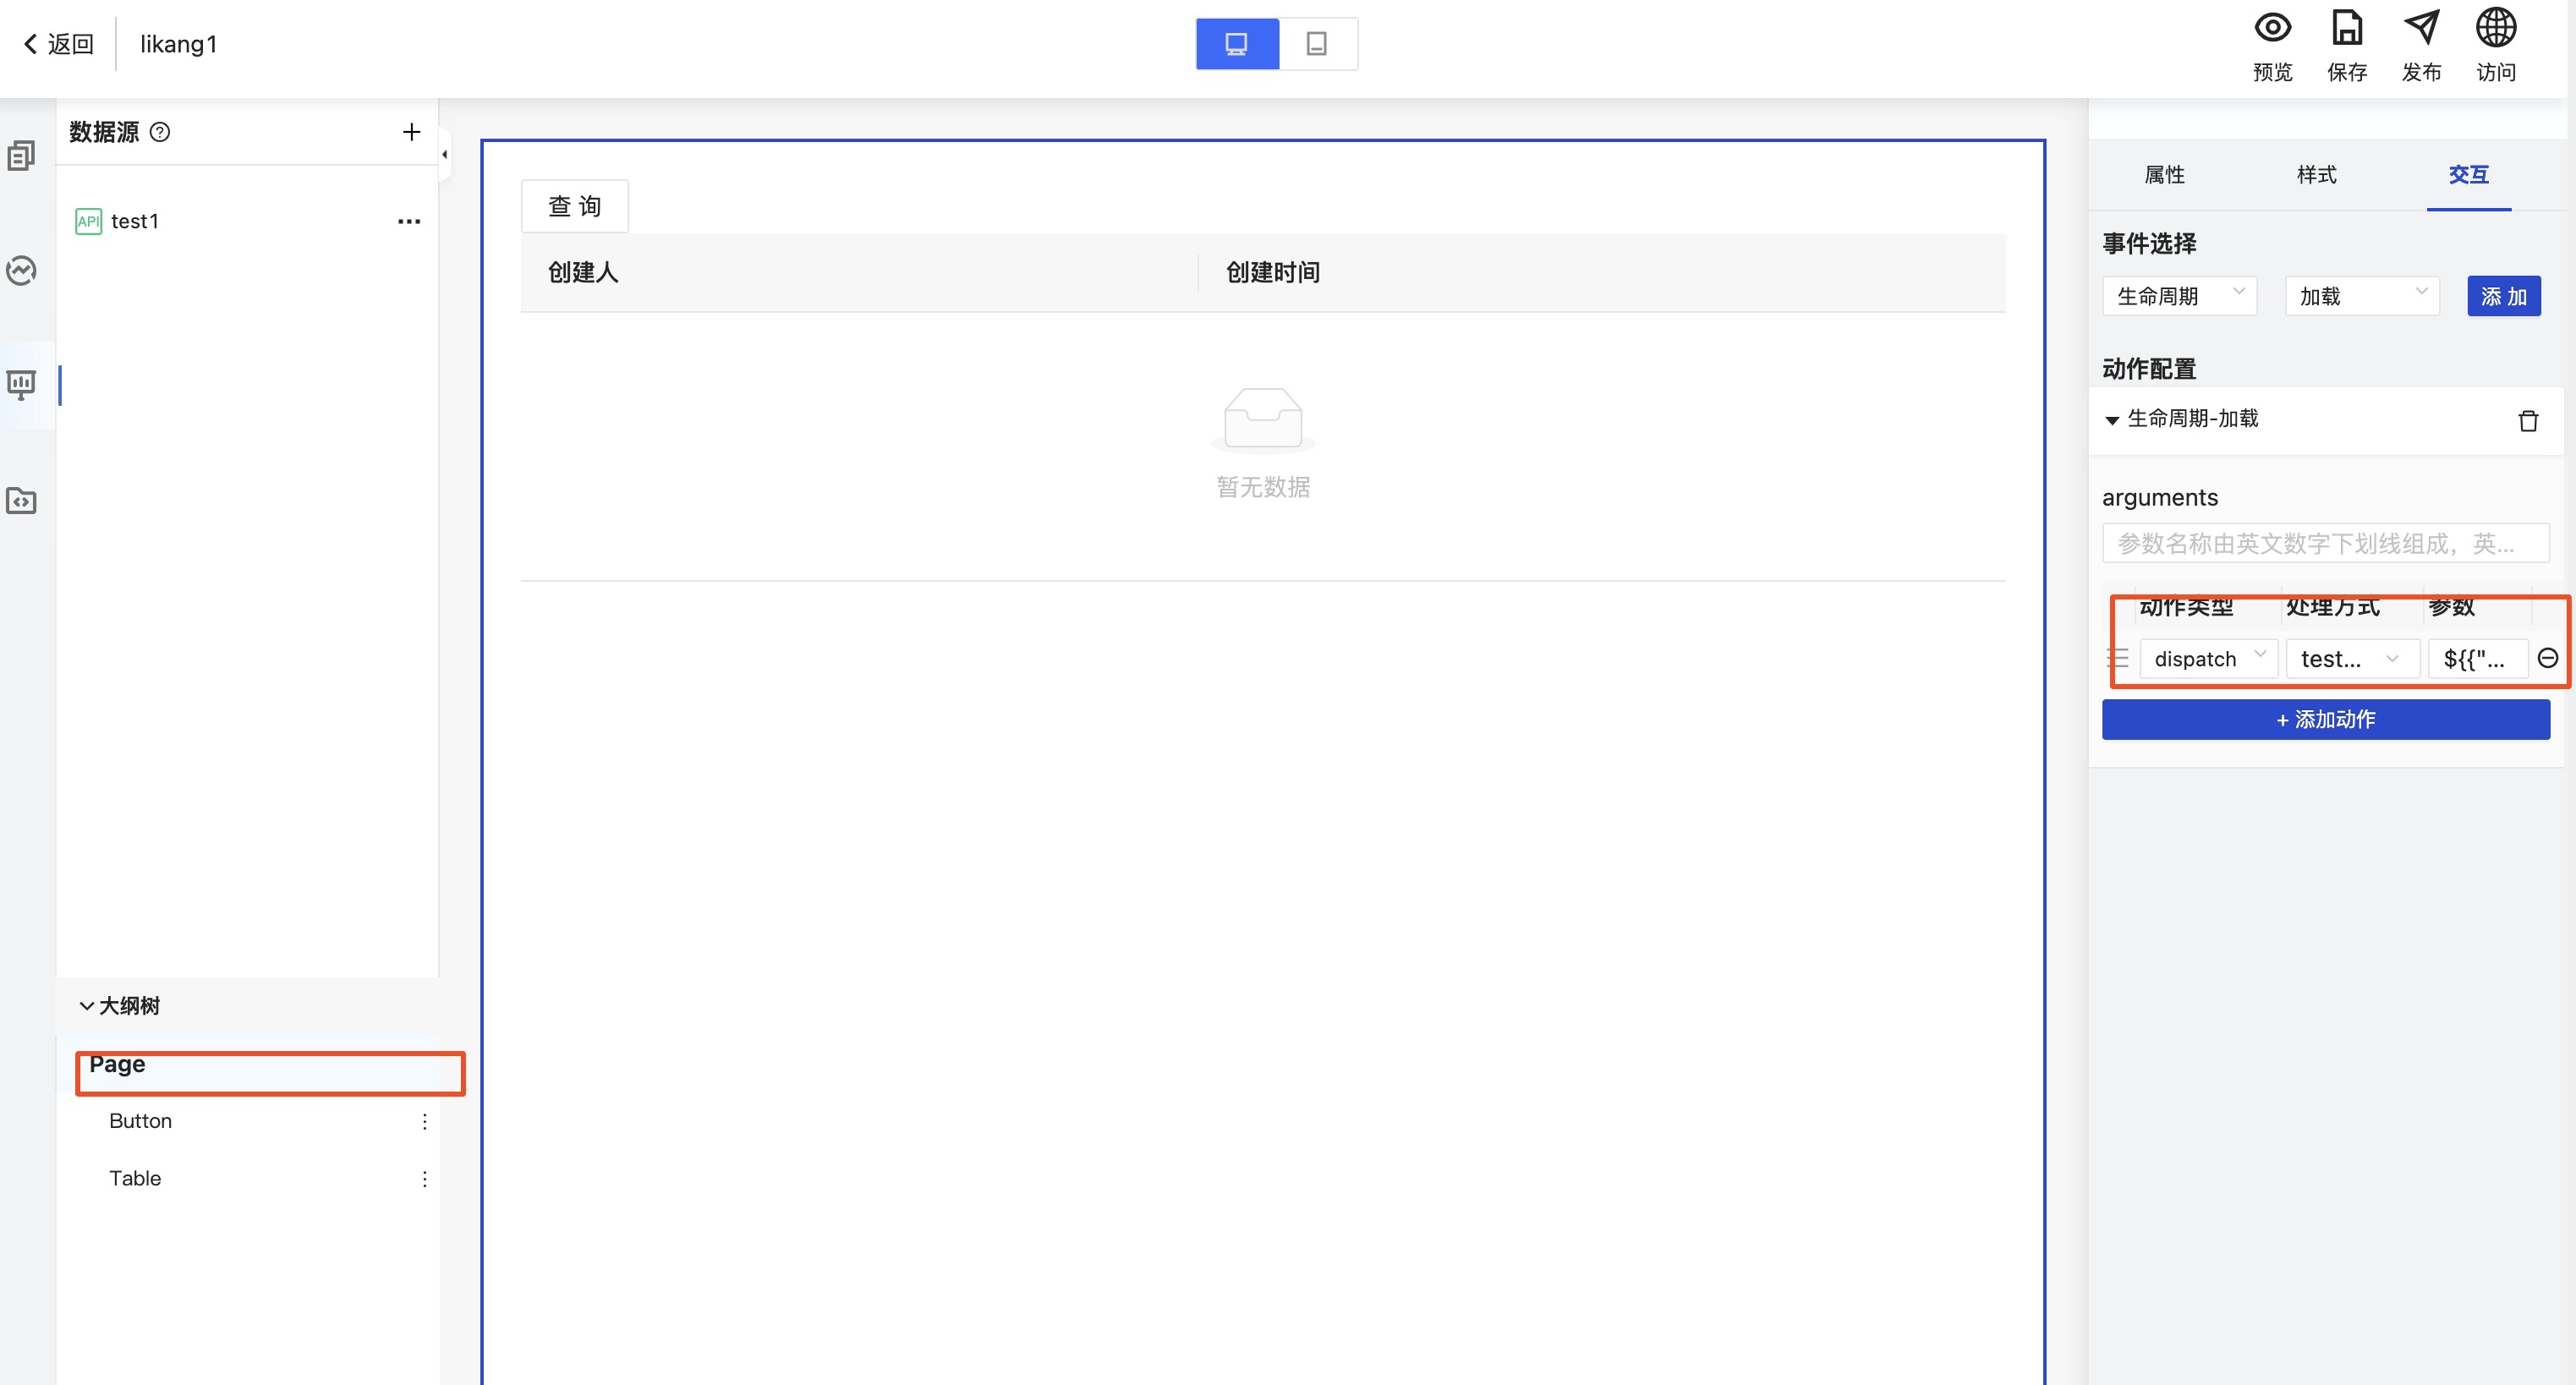 返回
likang1
预览
保存
发布
访问
数据源
API test1
查 询
创建人
创建时间
暂无数据
大纲树
Page
Button
Table
属性
样式
交互
事件选择
生命周期
加载
添 加
动作配置
生命周期-加载
arguments
参数名称由英文数字下划线组成，英...
动作类型
处理方式
参数
dispatch
test...
${{"...
+ 添加动作